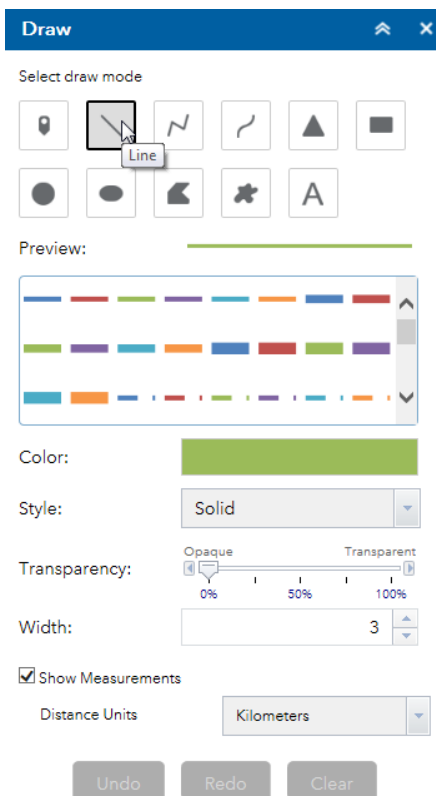 Draw
Select draw mode
Line
A
Preview:
Color:
Style: Solid
Opaque Transparent
Transparency:
0% 50% 100%
Width: 3
Show Measurements
Distance Units Kilometers
Undo Redo Clear